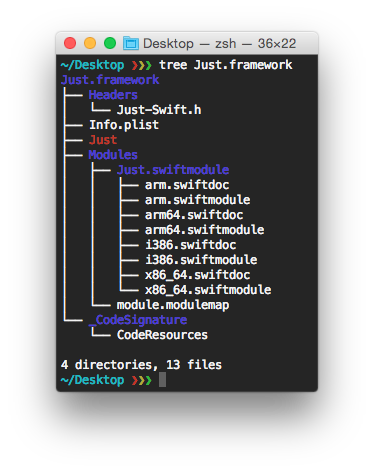 Desktop — zsh — 36×22
~/Desktop ❯❯❯ tree Just.framework
Just.framework
├── Headers
│   └── Just-Swift.h
├── Info.plist
├── Just
├── Modules
│   ├── Just.swiftmodule
│   │   ├── arm.swiftdoc
│   │   ├── arm.swiftmodule
│   │   ├── arm64.swiftdoc
│   │   ├── arm64.swiftmodule
│   │   ├── i386.swiftdoc
│   │   ├── i386.swiftmodule
│   │   ├── x86_64.swiftdoc
│   │   └── x86_64.swiftmodule
│   └── module.modulemap
└── _CodeSignature
    └── CodeResources
4 directories, 13 files
~/Desktop ❯❯❯